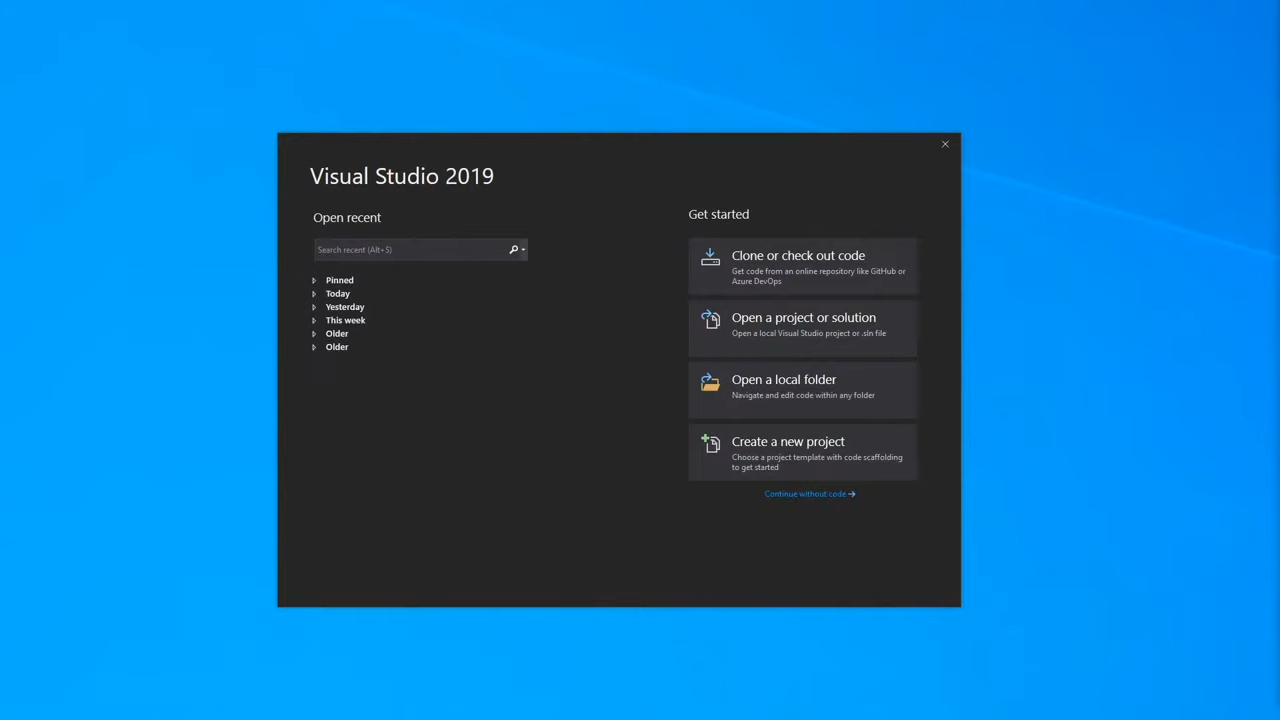 Visual Studio 2019
Open recent
Search recent (Alt+S)
Pinned
Today
Yesterday
This week
Older
Older
Get started
Clone or check out code
Get code from an online repository like GitHub or
Azure DevOps
Open a project or solution
Open a local Visual Studio project or .sln file
Open a local folder
Navigate and edit code within any folder
Create a new project
Choose a project template with code scaffolding
to get started
Continue without code